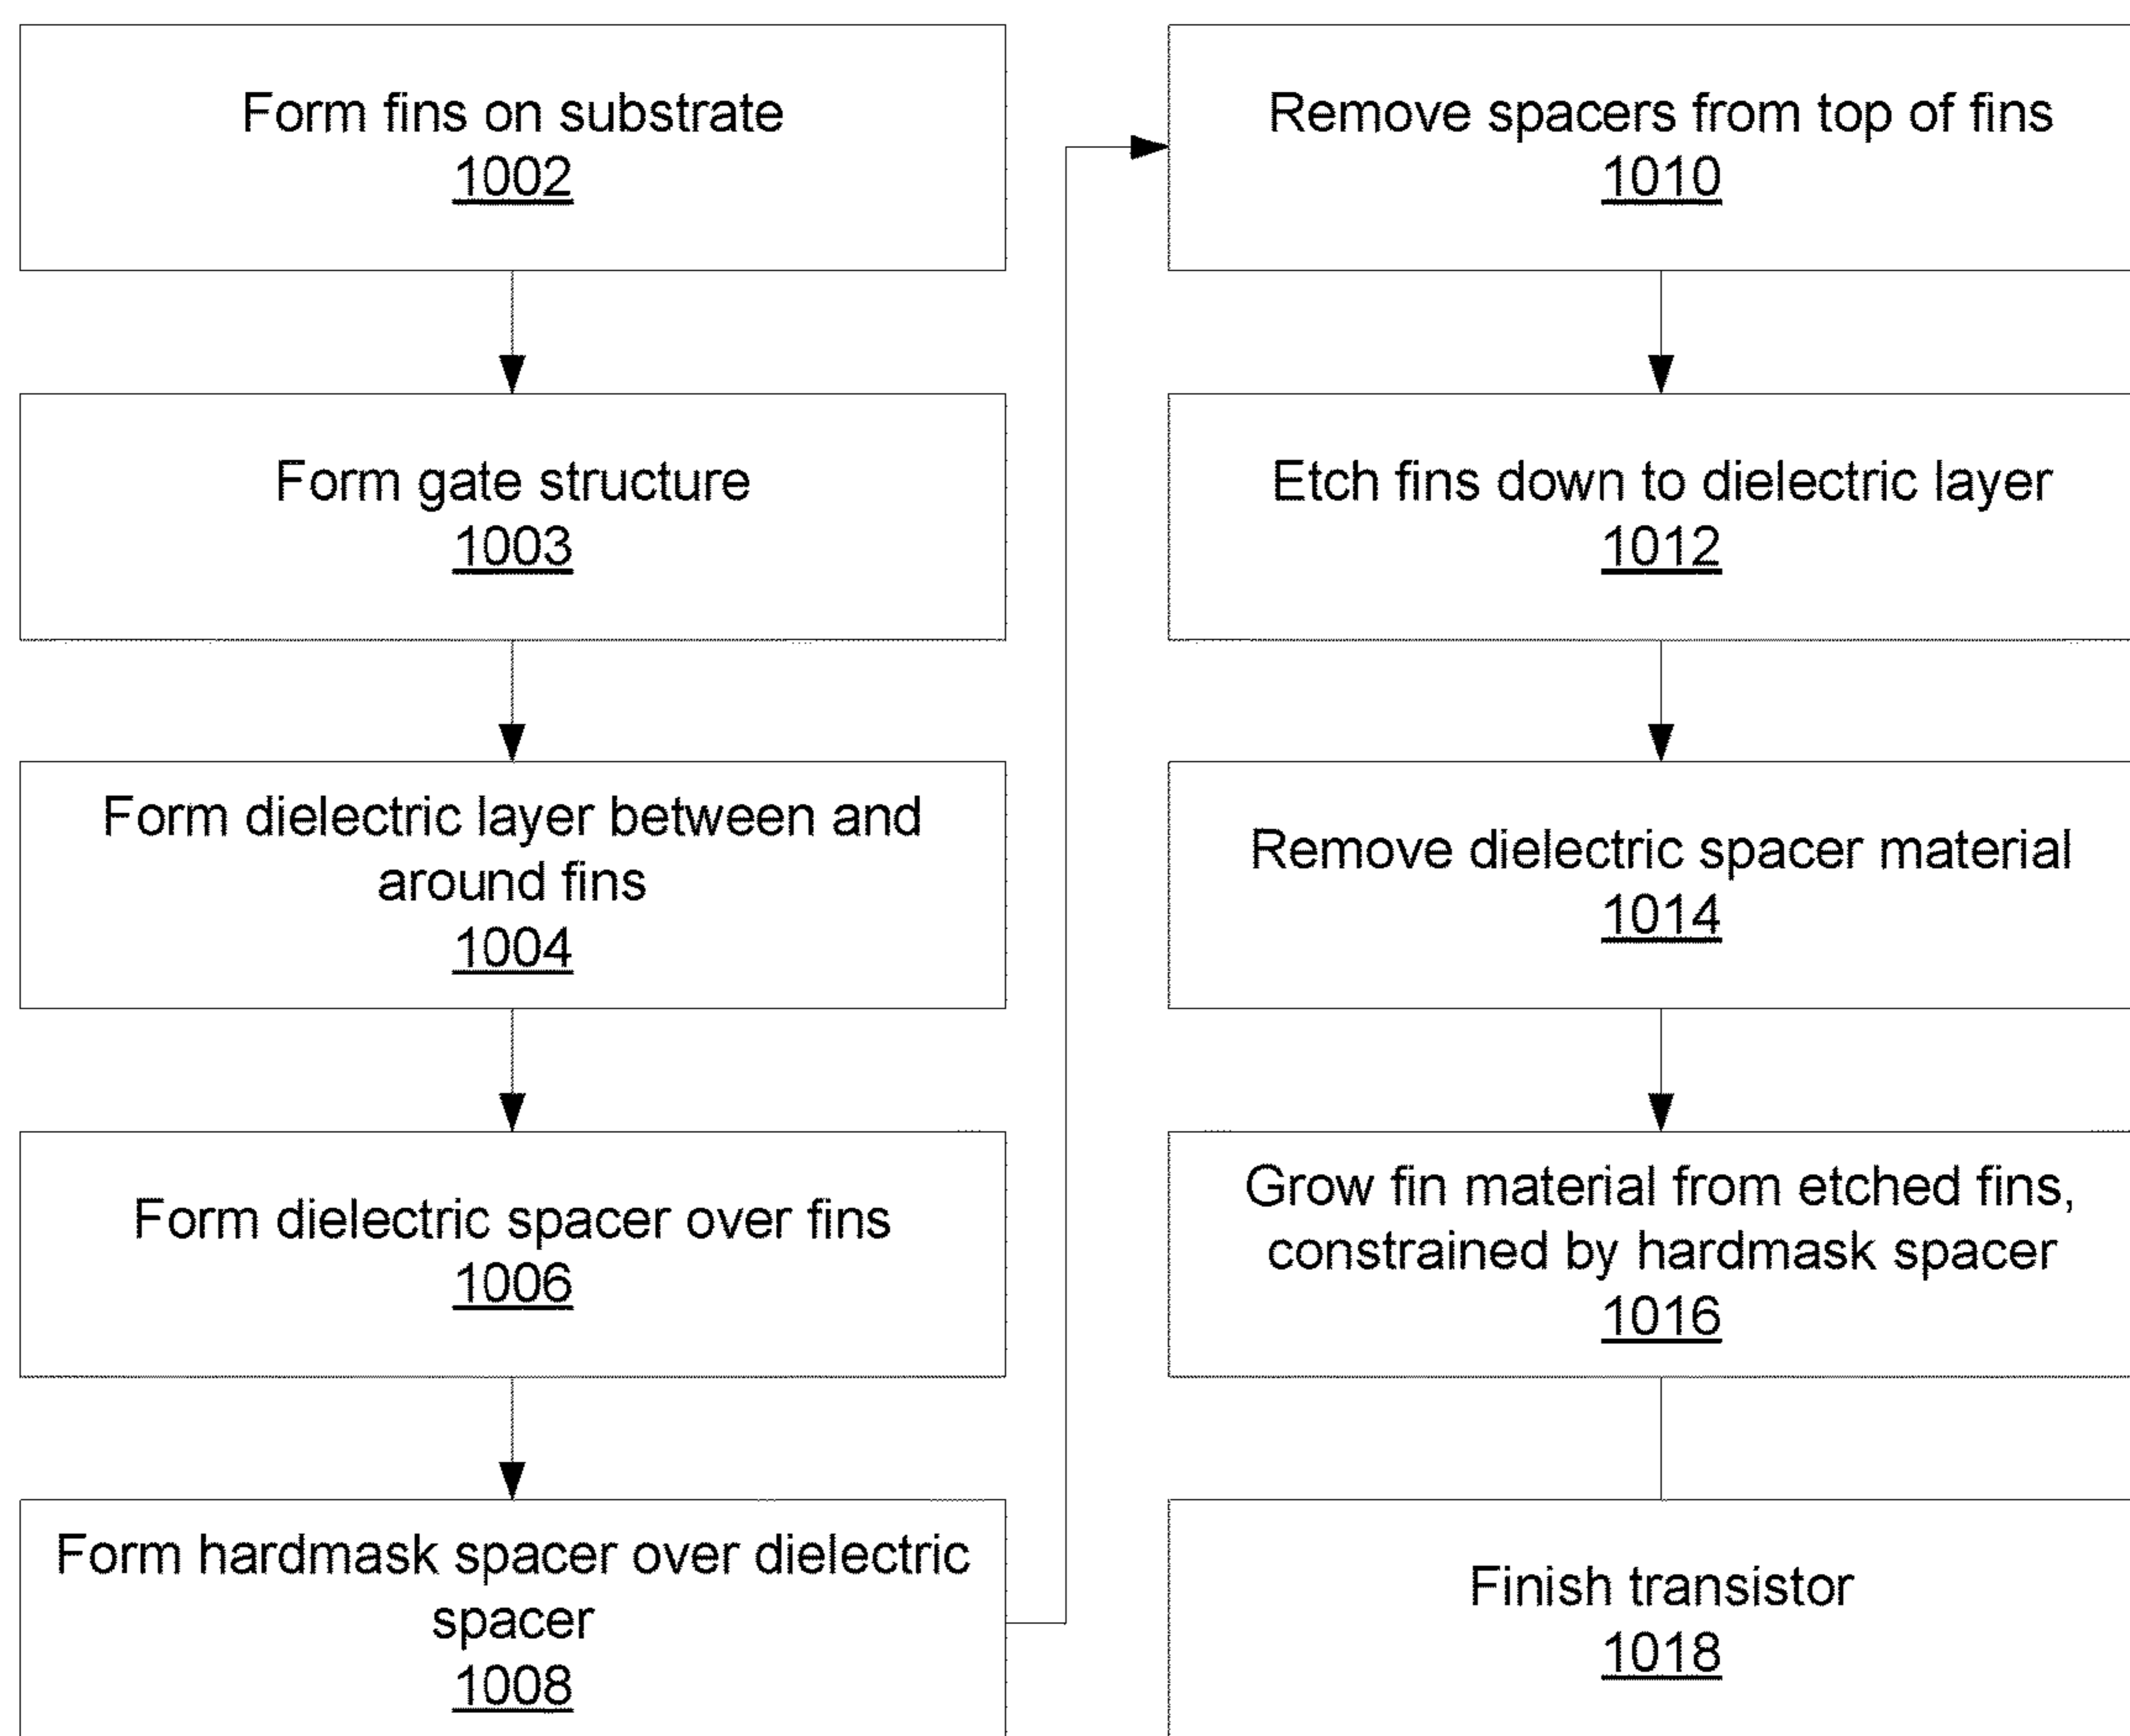 Form fins on substrate
1002
Form gate structure
1003
Form dielectric layer between and
around fins
1004
Form dielectric spacer over fins
1006
Form hardmask spacer over dielectric
spacer
1008
Remove spacers from top of fins
1010
Etch fins down to dielectric layer
1012
Remove dielectric spacer material
1014
Grow fin material from etched fins,
constrained by hardmask spacer
1016
Finish transistor
1018